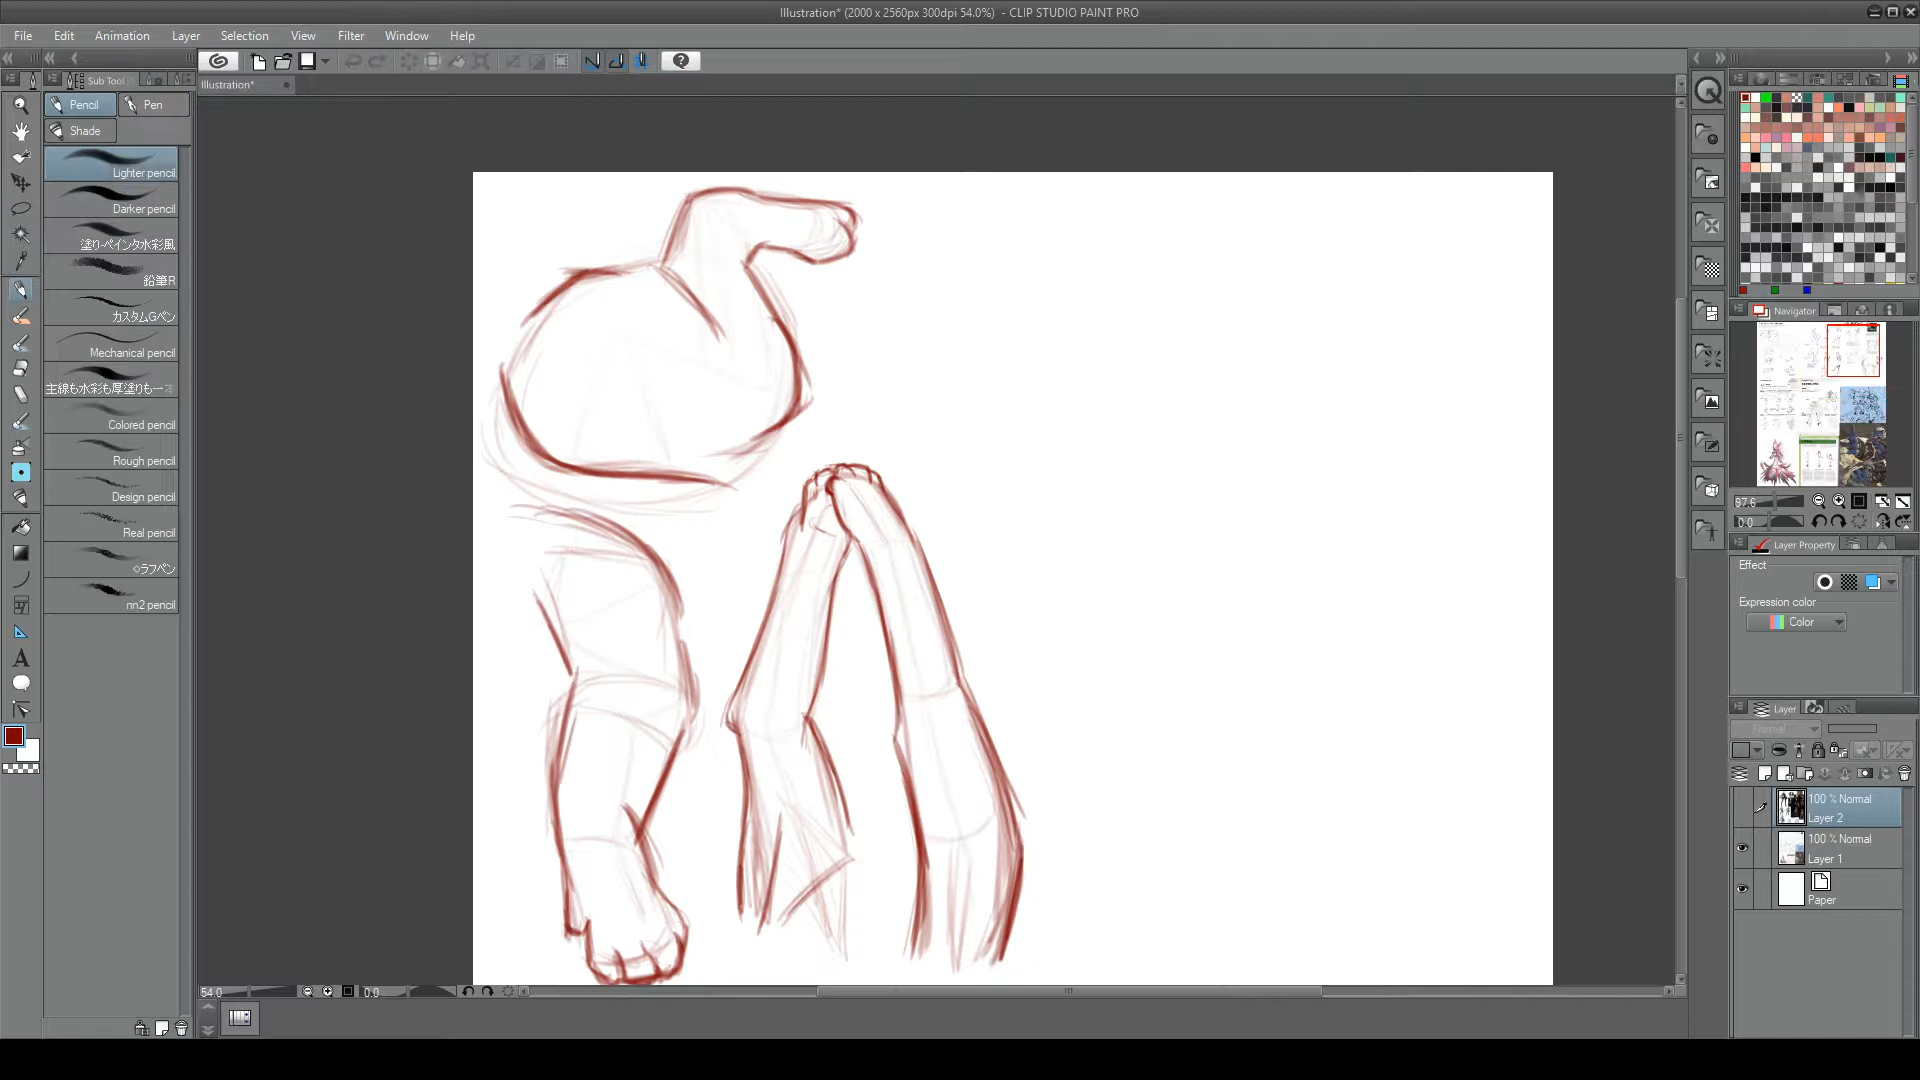 Illustration* (2000 x 2560px 300dpi 54.0%) - CLIP STUDIO PAINT PRO
File Edit Animation Layer Selection View Filter Window Help
Sub Tool
Illustration*
Pencil Pen
Shade
Lighter pencil
Darker pencil
塗り-ペインタ水彩風
鉛筆R
カスタムGペン
Mechanical pencil
主線も水彩も厚塗りも一本
Colored pencil
Rough pencil
Design pencil
Real pencil
◇ラフペン
nn2 pencil
Navigator
97.6
0.0
Layer Property
Effect
Expression color
Color
Layer
Normal
100 % Normal
Layer 2
100 % Normal
Layer 1
Paper
54.0 0.0